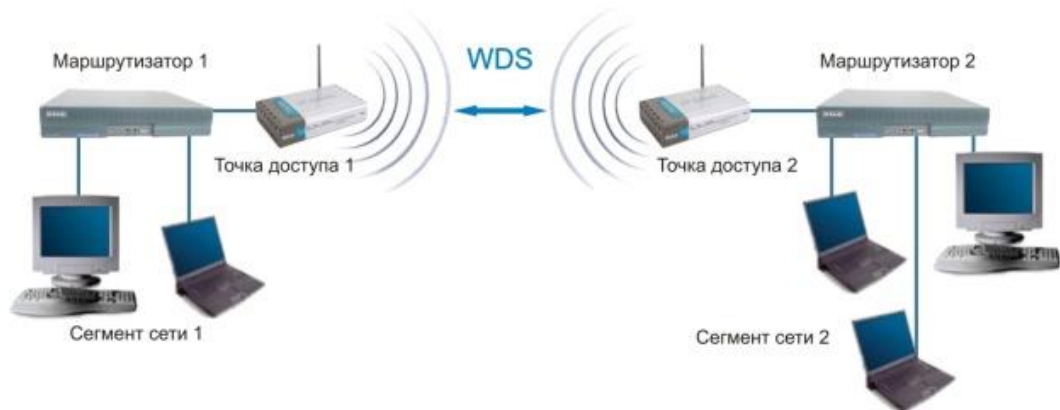 Маршрутизатор 1
WDS
Маршрутизатор 2
Точка доступа 1
Точка доступа 2
Сегмент сети 1
Сегмент сети 2